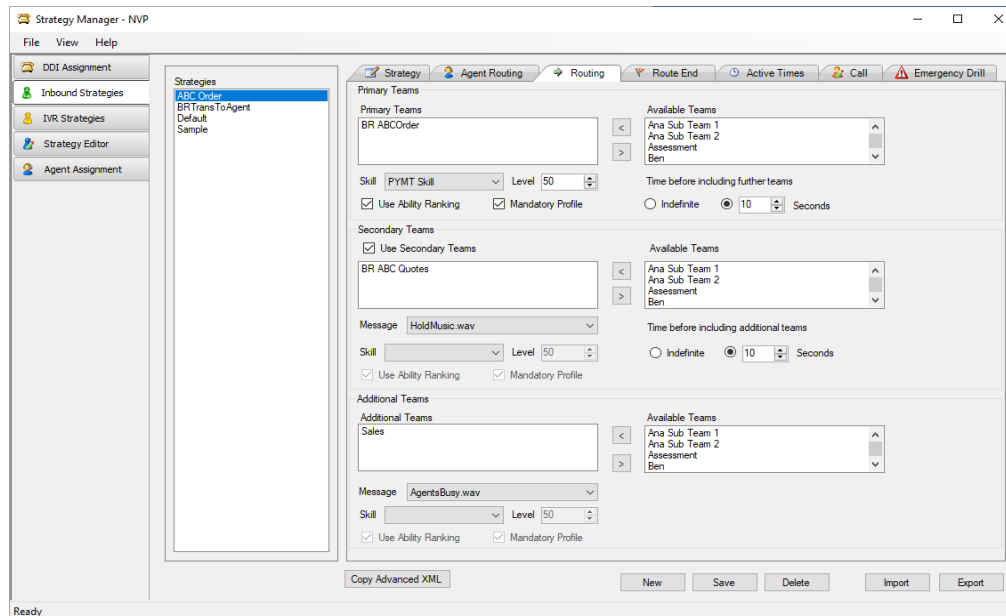 Strategy Manager - NVP
File View Help
DDI Assignment
Inbound Strategies
IVR Strategies
Strategy Editor
Agent Assignment
Strategies
ABC Order
BRTransToAgent
Default
Sample
Strategy Agent Routing Routing Route End Active Times Call Emergency Drill
Primary Teams
Primary Teams Available Teams
BR ABCOrder
< >
Ana Sub Team 1
Ana Sub Team 2
Assessment
Ben
Skill PYMT Skill Level 50 Time before including further teams
Use Ability Ranking Mandatory Profile Indefinite 10 Seconds
Secondary Teams
Use Secondary Teams Available Teams
BR ABC Quotes
< >
Ana Sub Team 1
Ana Sub Team 2
Assessment
Ben
Message HoldMusic.wav Time before including additional teams
Skill Level 50 Indefinite 10 Seconds
Use Ability Ranking Mandatory Profile
Additional Teams
Additional Teams Available Teams
Sales
< >
Ana Sub Team 1
Ana Sub Team 2
Assessment
Ben
Message AgentsBusy.wav
Skill Level 50
Use Ability Ranking Mandatory Profile
Copy Advanced XML New Save Delete Import Export
Ready